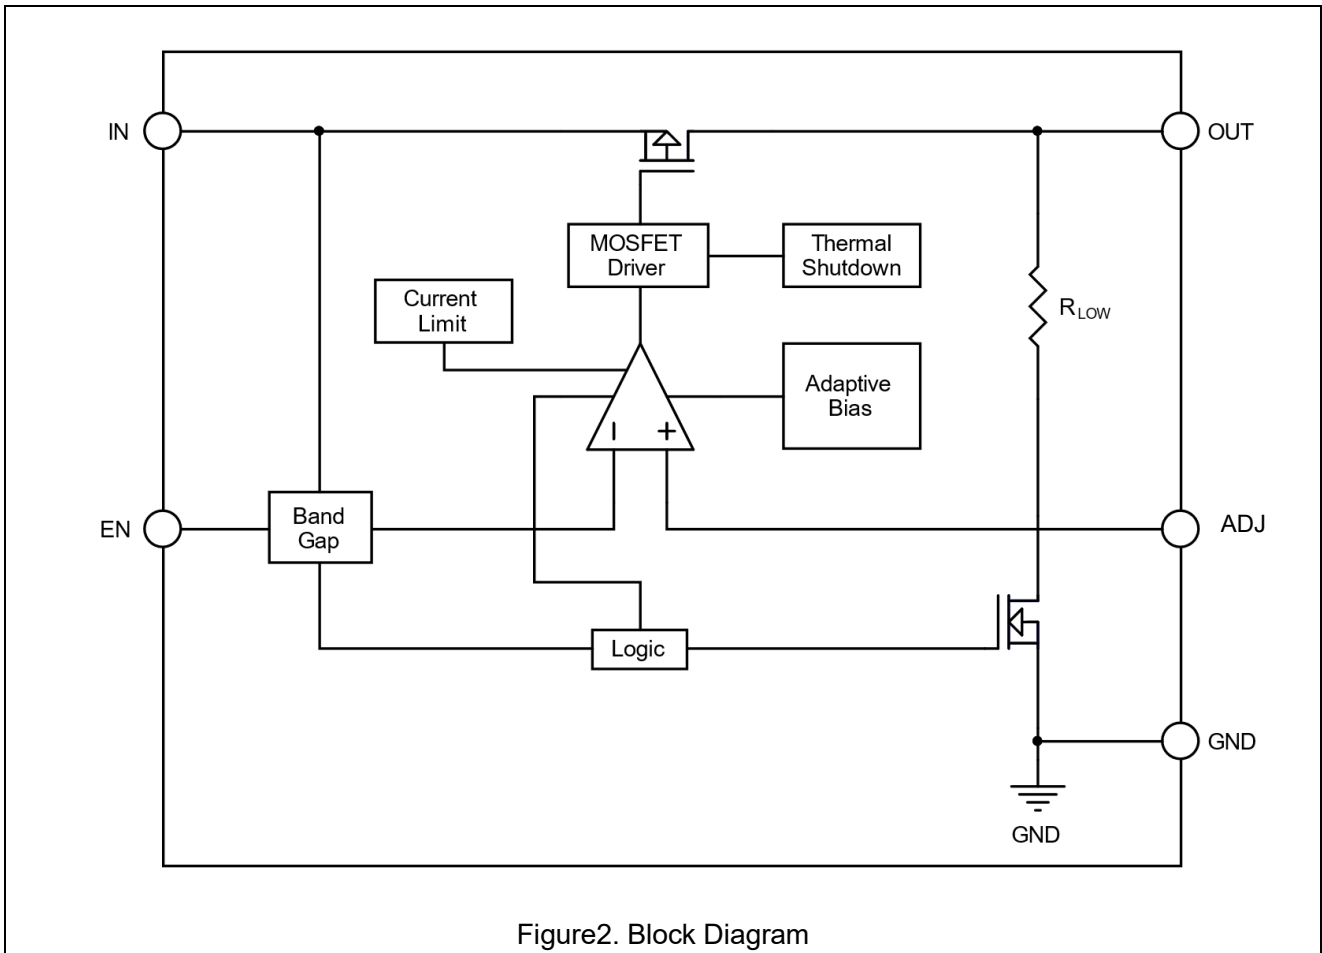 IN
OUT
MOSFET
Driver
Thermal
Shutdown
Current
Limit
RLOW
Adaptive
Bias
− +
EN
Band
Gap
ADJ
Logic
GND
GND
Figure2. Block Diagram